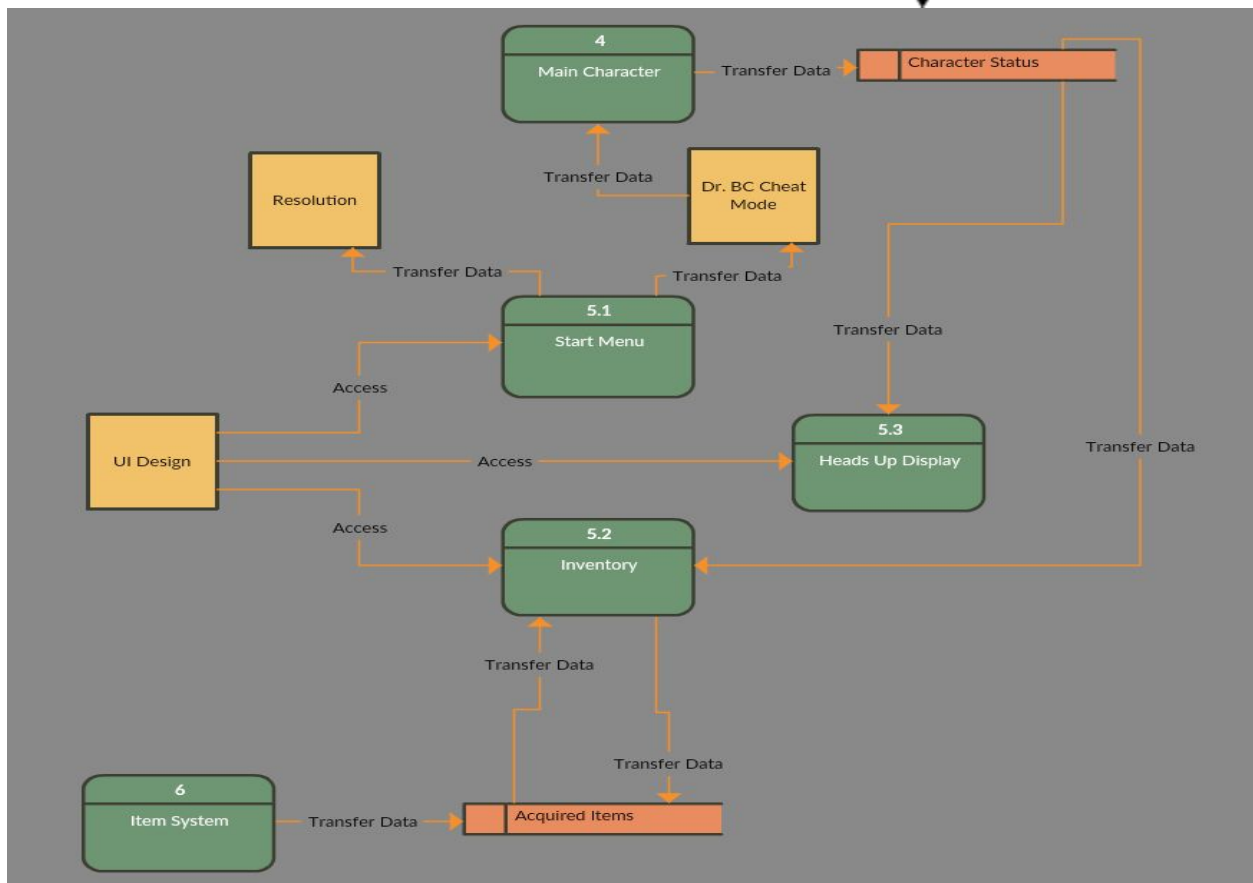 4
Main Character
Transfer Data
Character Status
Transfer Data
Resolution
Dr. BC Cheat
Mode
Transfer Data
Transfer Data
5.1
Start Menu
Transfer Data
Access
UI Design
Access
5.3
Heads Up Display
Transfer Data
Access
5.2
Inventory
Transfer Data
Transfer Data
6
Item System
Transfer Data
Acquired Items